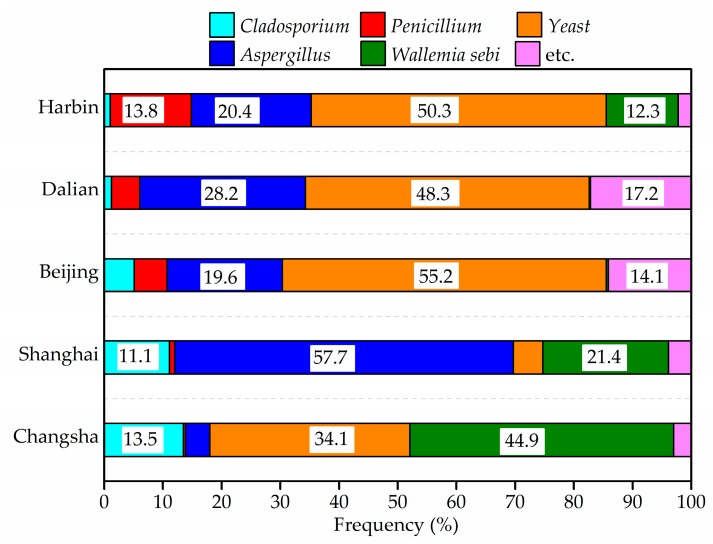 Cladosporium Penicillium Yeast
Aspergillus Wallemia sebi etc.
Harbin 13.8 20.4 50.3 12.3
Dalian 28.2 48.3 17.2
Beijing 19.6 55.2 14.1
Shanghai 11.1 57.7 21.4
Changsha 13.5 34.1 44.9
0 10 20 30 40 50 60 70 80 90 100
Frequency (%)